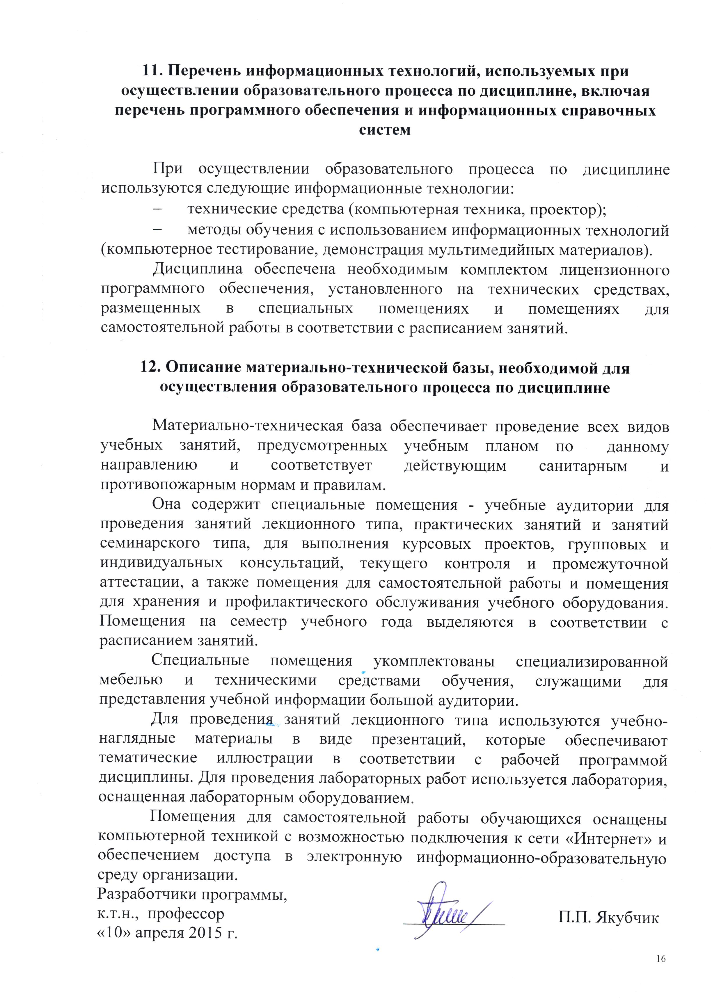 11. Перечень информационных технологий, используемых при
осуществлении образовательного процесса по дисциплине, включая
перечень программного обеспечения и информационных справочных
систем
При осуществлении образовательного процесса по дисциплине
используются следующие информационные технологии:
– технические средства (компьютерная техника, проектор);
– методы обучения с использованием информационных технологий
(компьютерное тестирование, демонстрация мультимедийных материалов).
Дисциплина обеспечена необходимым комплектом лицензионного
программного обеспечения, установленного на технических средствах,
размещенных в специальных помещениях и помещениях для
самостоятельной работы в соответствии с расписанием занятий.
12. Описание материально-технической базы, необходимой для
осуществления образовательного процесса по дисциплине
Материально-техническая база обеспечивает проведение всех видов
учебных занятий, предусмотренных учебным планом по данному
направлению и соответствует действующим санитарным и
противопожарным нормам и правилам.
Она содержит специальные помещения - учебные аудитории для
проведения занятий лекционного типа, практических занятий и занятий
семинарского типа, для выполнения курсовых проектов, групповых и
индивидуальных консультаций, текущего контроля и промежуточной
аттестации, а также помещения для самостоятельной работы и помещения
для хранения и профилактического обслуживания учебного оборудования.
Помещения на семестр учебного года выделяются в соответствии с
расписанием занятий.
Специальные помещения укомплектованы специализированной
мебелью и техническими средствами обучения, служащими для
представления учебной информации большой аудитории.
Для проведения занятий лекционного типа используются учебно-
наглядные материалы в виде презентаций, которые обеспечивают
тематические иллюстрации в соответствии с рабочей программой
дисциплины. Для проведения лабораторных работ используется лаборатория,
оснащенная лабораторным оборудованием.
Помещения для самостоятельной работы обучающихся оснащены
компьютерной техникой с возможностью подключения к сети «Интернет» и
обеспечением доступа в электронную информационно-образовательную
среду организации.
Разработчики программы,
к.т.н., профессор П.П. Якубчик
«10» апреля 2015 г.
16